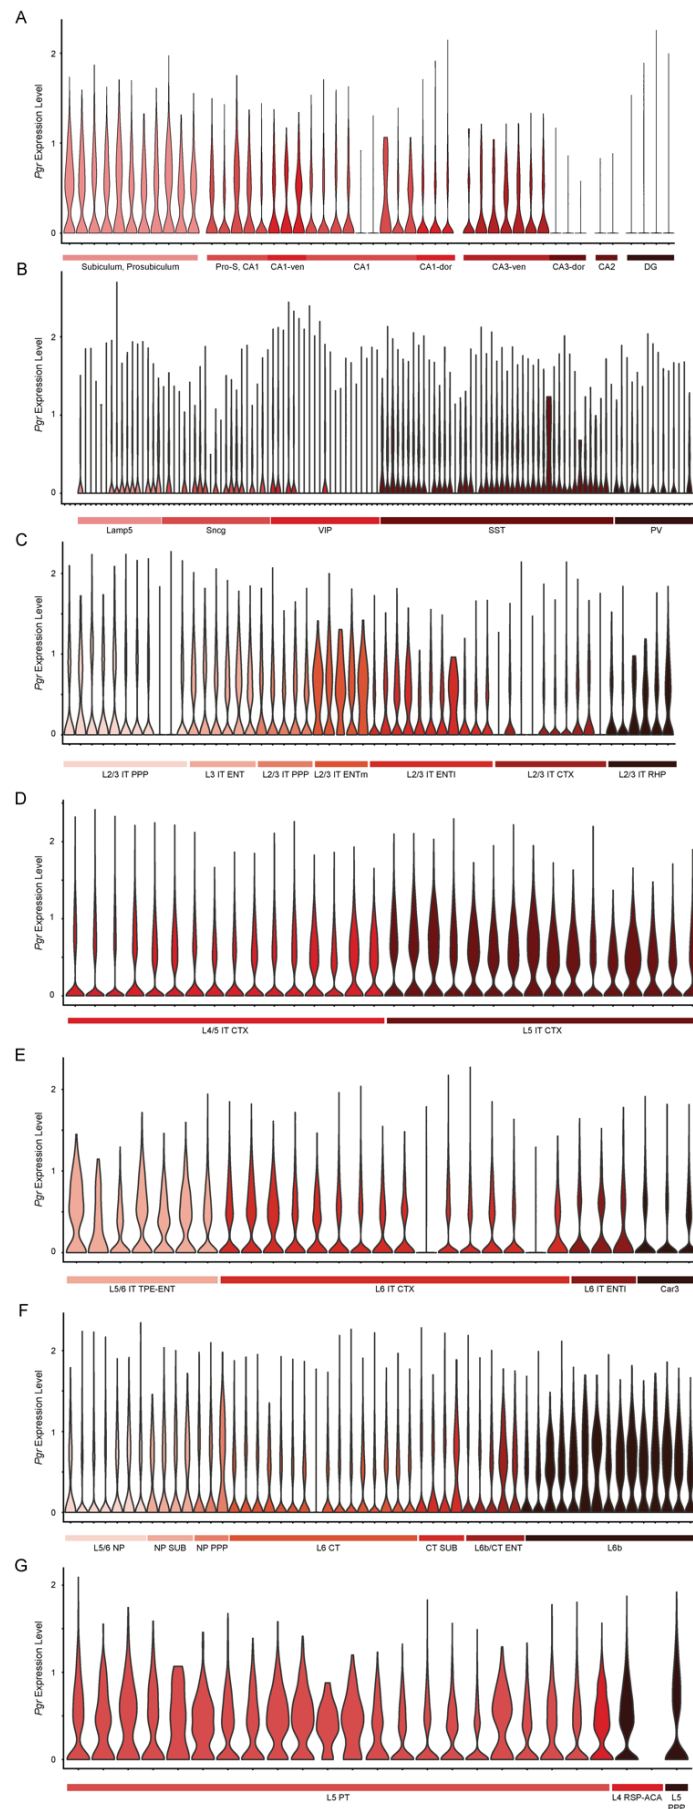 A
Pgr Expression Level
2
1
0
Subiculum, Prosubiculum
Pro-S, CA1
CA1-ven
CA1
CA1-dor
CA3-ven
CA3-dor
CA2
DG
B
Pgr Expression Level
2
1
0
Lamp5
Sncg
VIP
SST
PV
C
Pgr Expression Level
2
1
0
L2/3 IT PPP
L3 IT ENT
L2/3 IT PPP
L2/3 IT ENTm
L2/3 IT ENTl
L2/3 IT CTX
L2/3 IT RHP
D
Pgr Expression Level
2
1
0
L4/5 IT CTX
L5 IT CTX
E
Pgr Expression Level
2
1
0
L5/6 IT TPE-ENT
L6 IT CTX
L6 IT ENTl
Car3
F
Pgr Expression Level
2
1
0
L5/6 NP
NP SUB
NP PPP
L6 CT
CT SUB
L6b/CT ENT
L6b
G
Pgr Expression Level
2
1
0
L5 PT
L4 RSP-ACA
L5
PPP